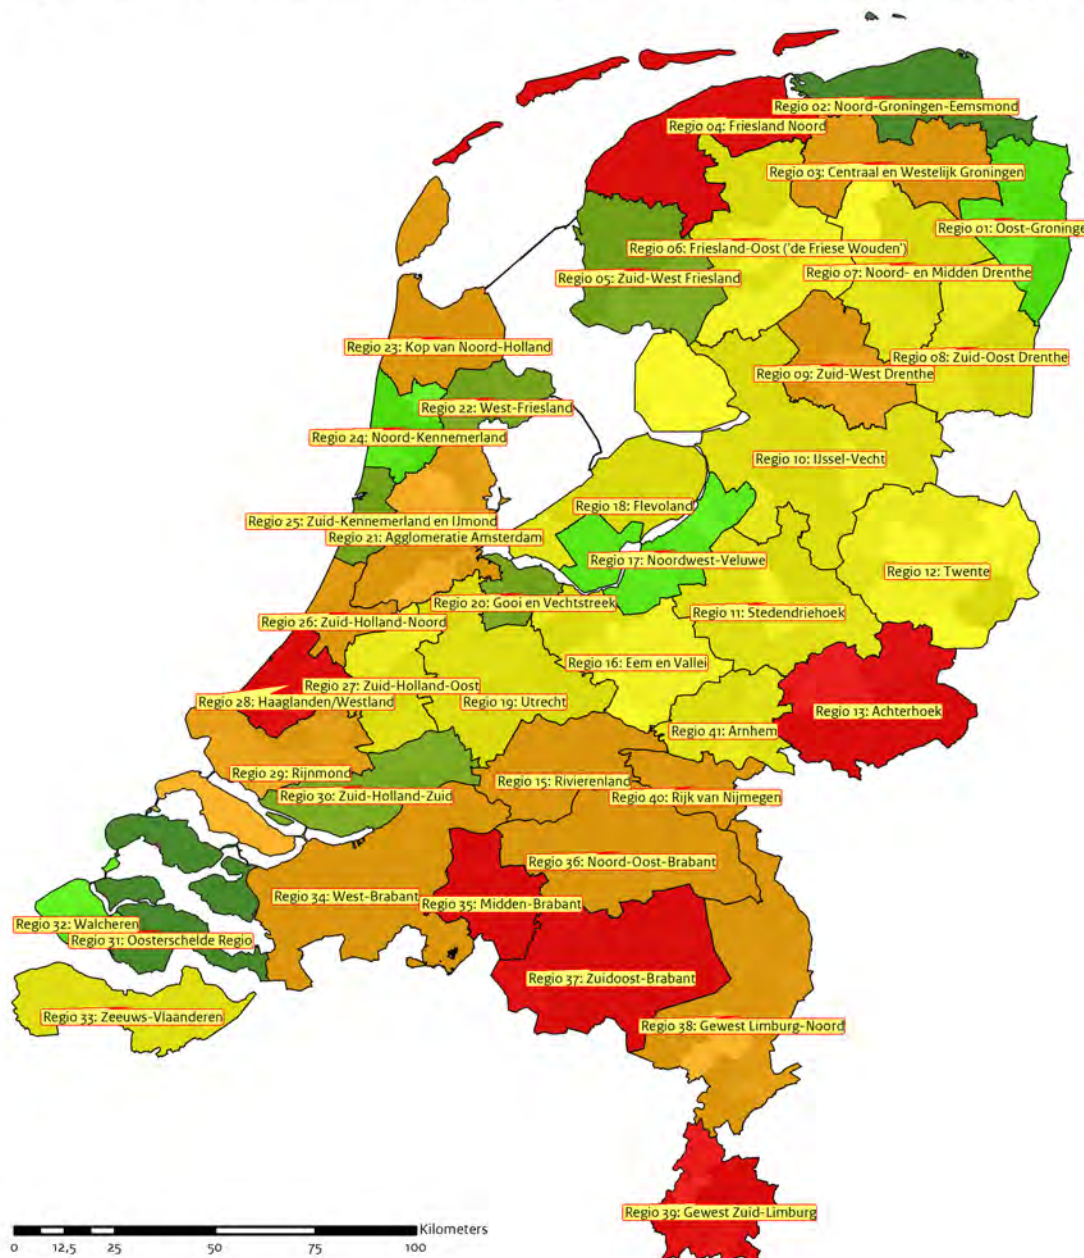 Regio 02: Noord-Groningen-Eemsmond
Regio 04: Friesland Noord
Regio 03: Centraal en Westelijk Groningen
Regio 01: Oost-Groninge
Regio 06: Friesland-Oost ('de Friese Wouden')
Regio 05: Zuid-West Friesland
Regio 07: Noord- en Midden Drenthe
Regio 23: Kop van Noord-Holland
Regio 08: Zuid-Oost Drenthe
Regio 09: Zuid-West Drenthe
Regio 22: West-Friesland
Regio 24: Noord-Kennemerland
Regio 10: IJssel-Vecht
Regio 18: Flevoland
Regio 25: Zuid-Kennemerland en IJmond
Regio 21: Agglomeratie Amsterdam
Regio 17: Noordwest-Veluwe
Regio 12: Twente
Regio 20: Gooi en Vechtstreek
Regio 11: Stedendriehoek
Regio 26: Zuid-Holland-Noord
Regio 16: Eem en Vallei
Regio 27: Zuid-Holland-Oost
Regio 28: Haaglanden/Westland
Regio 19: Utrecht
Regio 13: Achterhoek
Regio 41: Arnhem
Regio 29: Rijnmond
Regio 15: Rivierenland
Regio 30: Zuid-Holland-Zuid
Regio 40: Rijk van Nijmegen
Regio 36: Noord-Oost-Brabant
Regio 34: West-Brabant
Regio 35: Midden-Brabant
Regio 32: Walcheren
Regio 31: Oosterschelde Regio
Regio 37: Zuidoost-Brabant
Regio 33: Zeeuws-Vlaanderen
Regio 38: Gewest Limburg-Noord
Regio 39: Gewest Zuid-Limburg
Kilometers
0 12,5 25 50 75 100